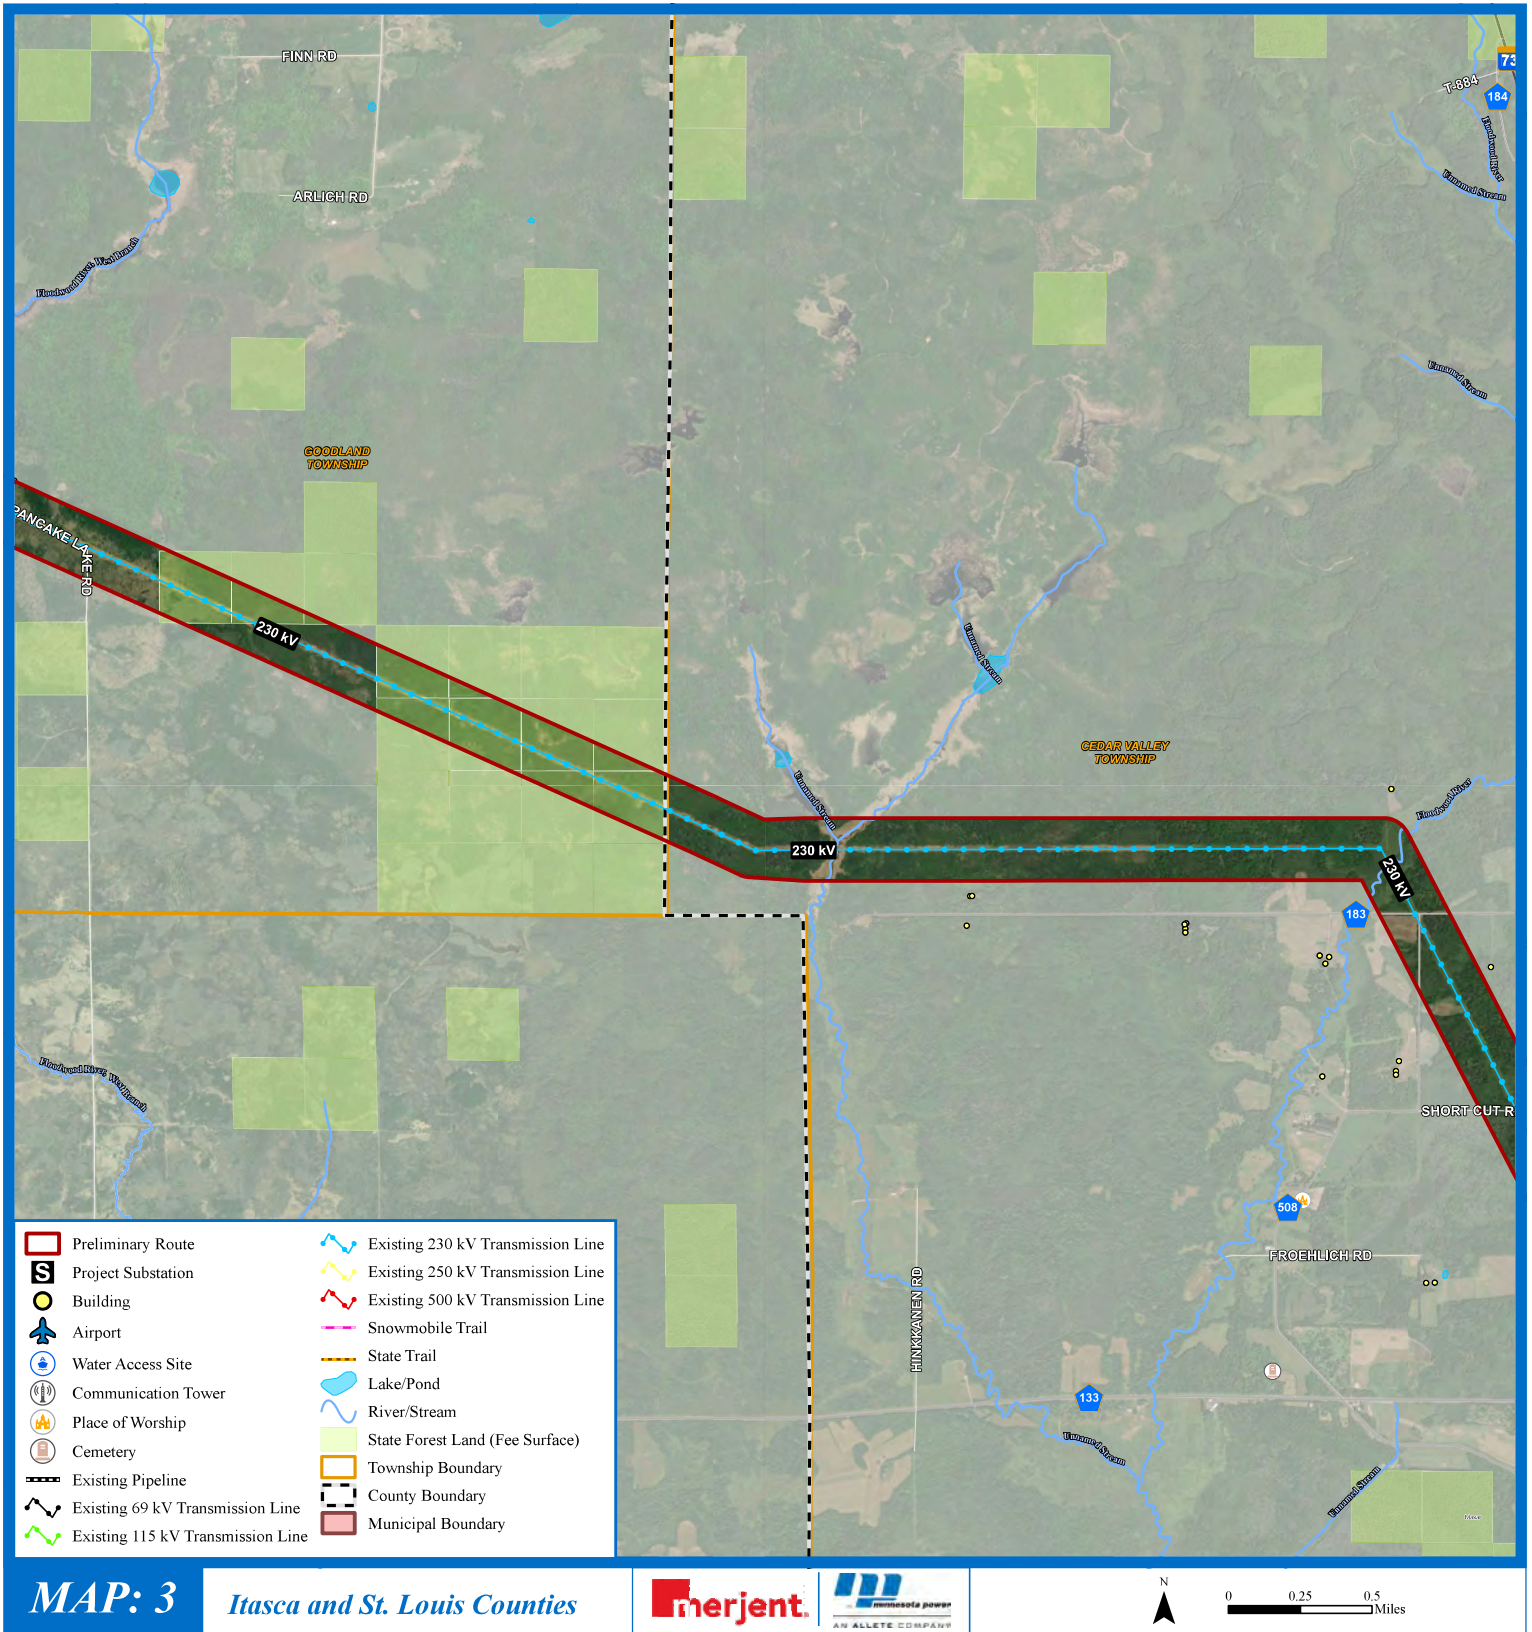 FINN RD
73
T-884
184
Floodwood River
Unnamed Stream
ARLICH RD
Floodwood River, West Branch
Unnamed Stream
GOODLAND
TOWNSHIP
PANCAKE LAKE RD
230 kV
Unnamed Stream
CEDAR VALLEY
TOWNSHIP
Unnamed Stream
Floodwood River
230 kV
230 kV
183
Floodwood River, West Branch
SHORT CUT R
508
FROEHLICH RD
HINKKANEN RD
133
Unnamed Stream
Unnamed Stream
Preliminary Route
Project Substation
S
Building
Airport
Water Access Site
Communication Tower
Place of Worship
Cemetery
Existing Pipeline
Existing 69 kV Transmission Line
Existing 115 kV Transmission Line
Existing 230 kV Transmission Line
Existing 250 kV Transmission Line
Existing 500 kV Transmission Line
Snowmobile Trail
State Trail
Lake/Pond
River/Stream
State Forest Land (Fee Surface)
Township Boundary
County Boundary
Municipal Boundary
MAP: 3
Itasca and St. Louis Counties
merjent.
mp
minnesota power
AN ALLETE COMPANY
N
0 0.25 0.5
Miles